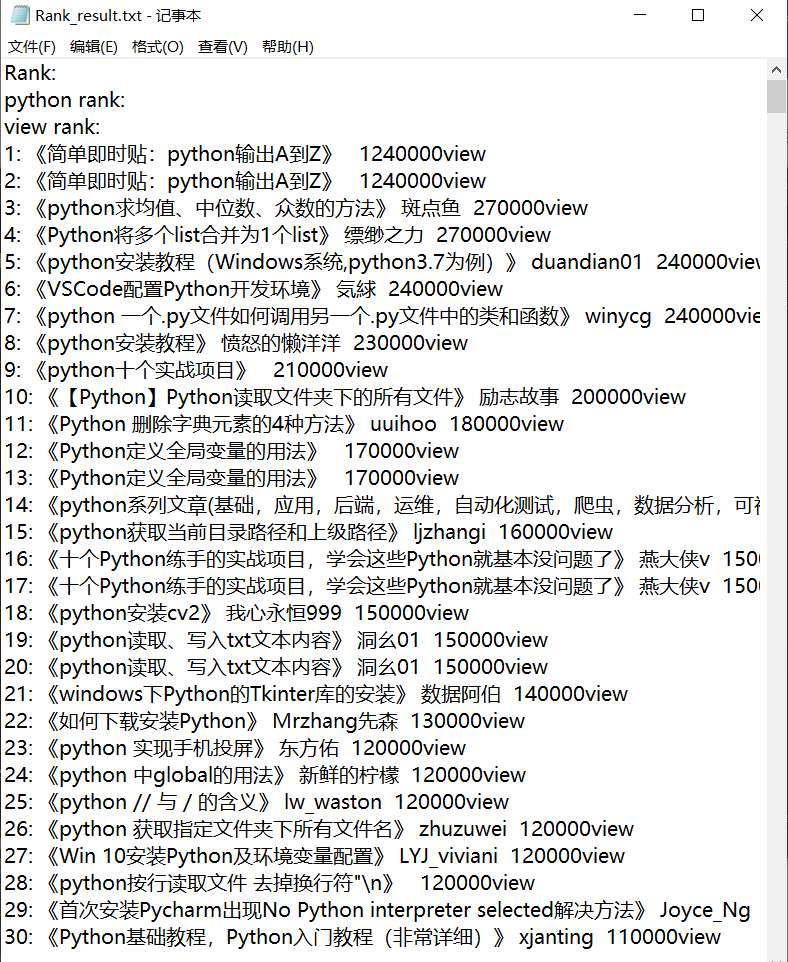 Rank_result.txt - 记事本
文件(F) 编辑(E) 格式(O) 查看(V) 帮助(H)
Rank:
python rank:
view rank:
1: 《简单即时贴：python输出A到Z》 1240000view
2: 《简单即时贴：python输出A到Z》 1240000view
3: 《python求均值、中位数、众数的方法》 斑点鱼 270000view
4: 《Python将多个list合并为1个list》 缥缈之力 270000view
5: 《python安装教程（Windows系统,python3.7为例）》 duandian01 240000view
6: 《VSCode配置Python开发环境》 気絿 240000view
7: 《python 一个.py文件如何调用另一个.py文件中的类和函数》 winycg 240000vie
8: 《python安装教程》 愤怒的懒洋洋 230000view
9: 《python十个实战项目》 210000view
10: 《【Python】Python读取文件夹下的所有文件》 励志故事 200000view
11: 《Python 删除字典元素的4种方法》 uuihoo 180000view
12: 《Python定义全局变量的用法》 170000view
13: 《Python定义全局变量的用法》 170000view
14: 《python系列文章(基础，应用，后端，运维，自动化测试，爬虫，数据分析，可视
15: 《python获取当前目录路径和上级路径》 ljzhangi 160000view
16: 《十个Python练手的实战项目，学会这些Python就基本没问题了》 燕大侠v 1500
17: 《十个Python练手的实战项目，学会这些Python就基本没问题了》 燕大侠v 1500
18: 《python安装cv2》 我心永恒999 150000view
19: 《python读取、写入txt文本内容》 洞幺01 150000view
20: 《python读取、写入txt文本内容》 洞幺01 150000view
21: 《windows下Python的Tkinter库的安装》 数据阿伯 140000view
22: 《如何下载安装Python》 Mrzhang先森 130000view
23: 《python 实现手机投屏》 东方佑 120000view
24: 《python 中global的用法》 新鲜的柠檬 120000view
25: 《python // 与 / 的含义》 lw_waston 120000view
26: 《python 获取指定文件夹下所有文件名》 zhuzuwei 120000view
27: 《Win 10安装Python及环境变量配置》 LYJ_viviani 120000view
28: 《python按行读取文件 去掉换行符"\n》 120000view
29: 《首次安装Pycharm出现No Python interpreter selected解决方法》 Joyce_Ng
30: 《Python基础教程，Python入门教程（非常详细）》 xjanting 110000view